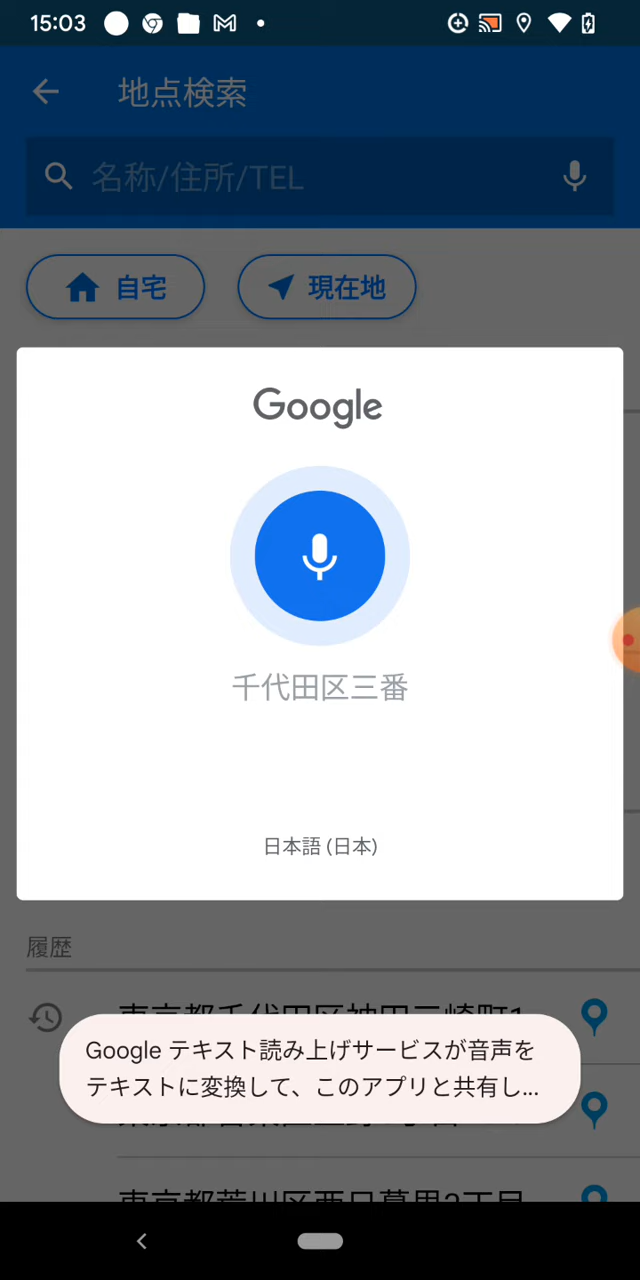 15:03
地点検索
名称/住所/TEL
自宅
現在地
Google
千代田区三番
日本語 (日本)
履歴
Google テキスト読み上げサービスが音声を
テキストに変換して、このアプリと共有し...